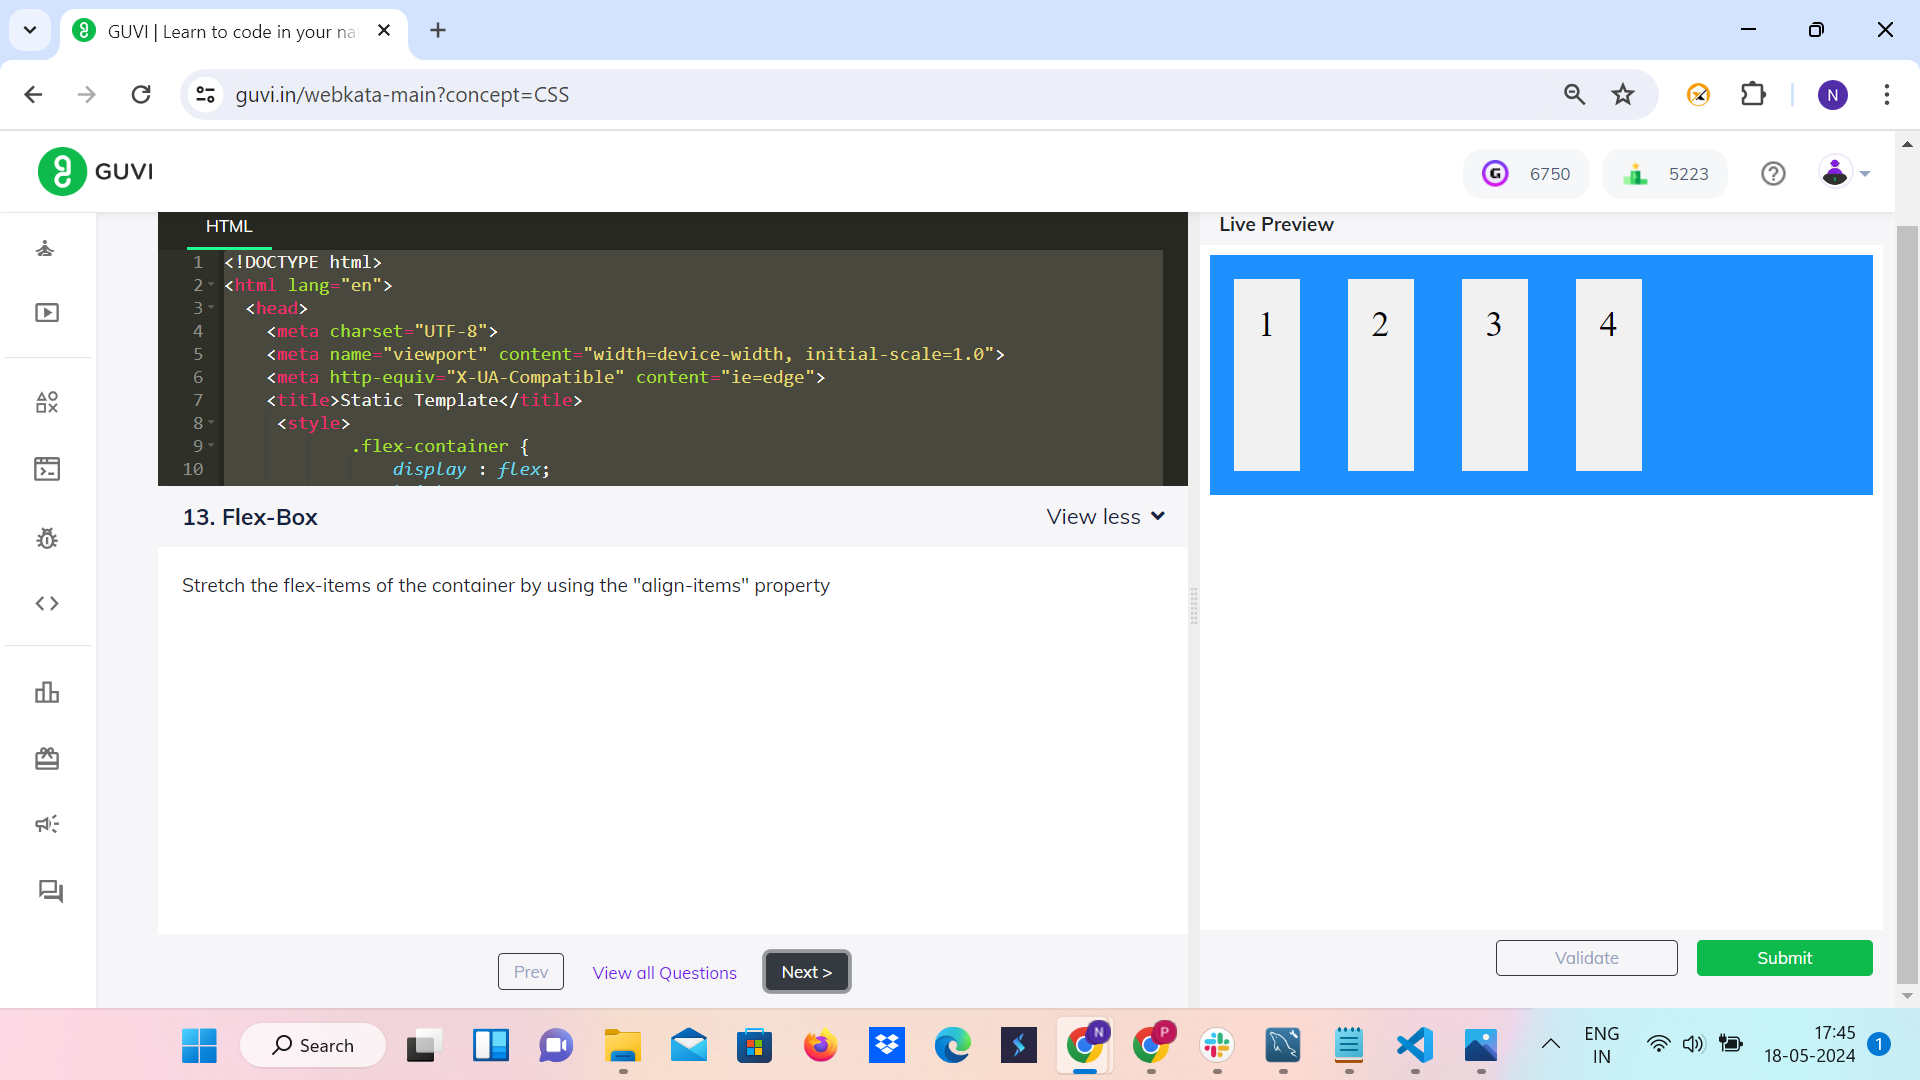 GUVI | Learn to code in your na
guvi.in/webkata-main?concept=CSS
N
GUVI
G
6750
5223
HTML
1 <!DOCTYPE html>
2 <html lang="en">
3 <head>
4 <meta charset="UTF-8">
5 <meta name="viewport" content="width=device-width, initial-scale=1.0">
6 <meta http-equiv="X-UA-Compatible" content="ie=edge">
7 <title>Static Template</title>
8 <style>
9 .flex-container {
10 display : flex;
13. Flex-Box
View less
Stretch the flex-items of the container by using the "align-items" property
Prev
View all Questions
Next >
Live Preview
1 2 3 4
Validate
Submit
Search
N
P
ENG
IN
17:45
18-05-2024
1